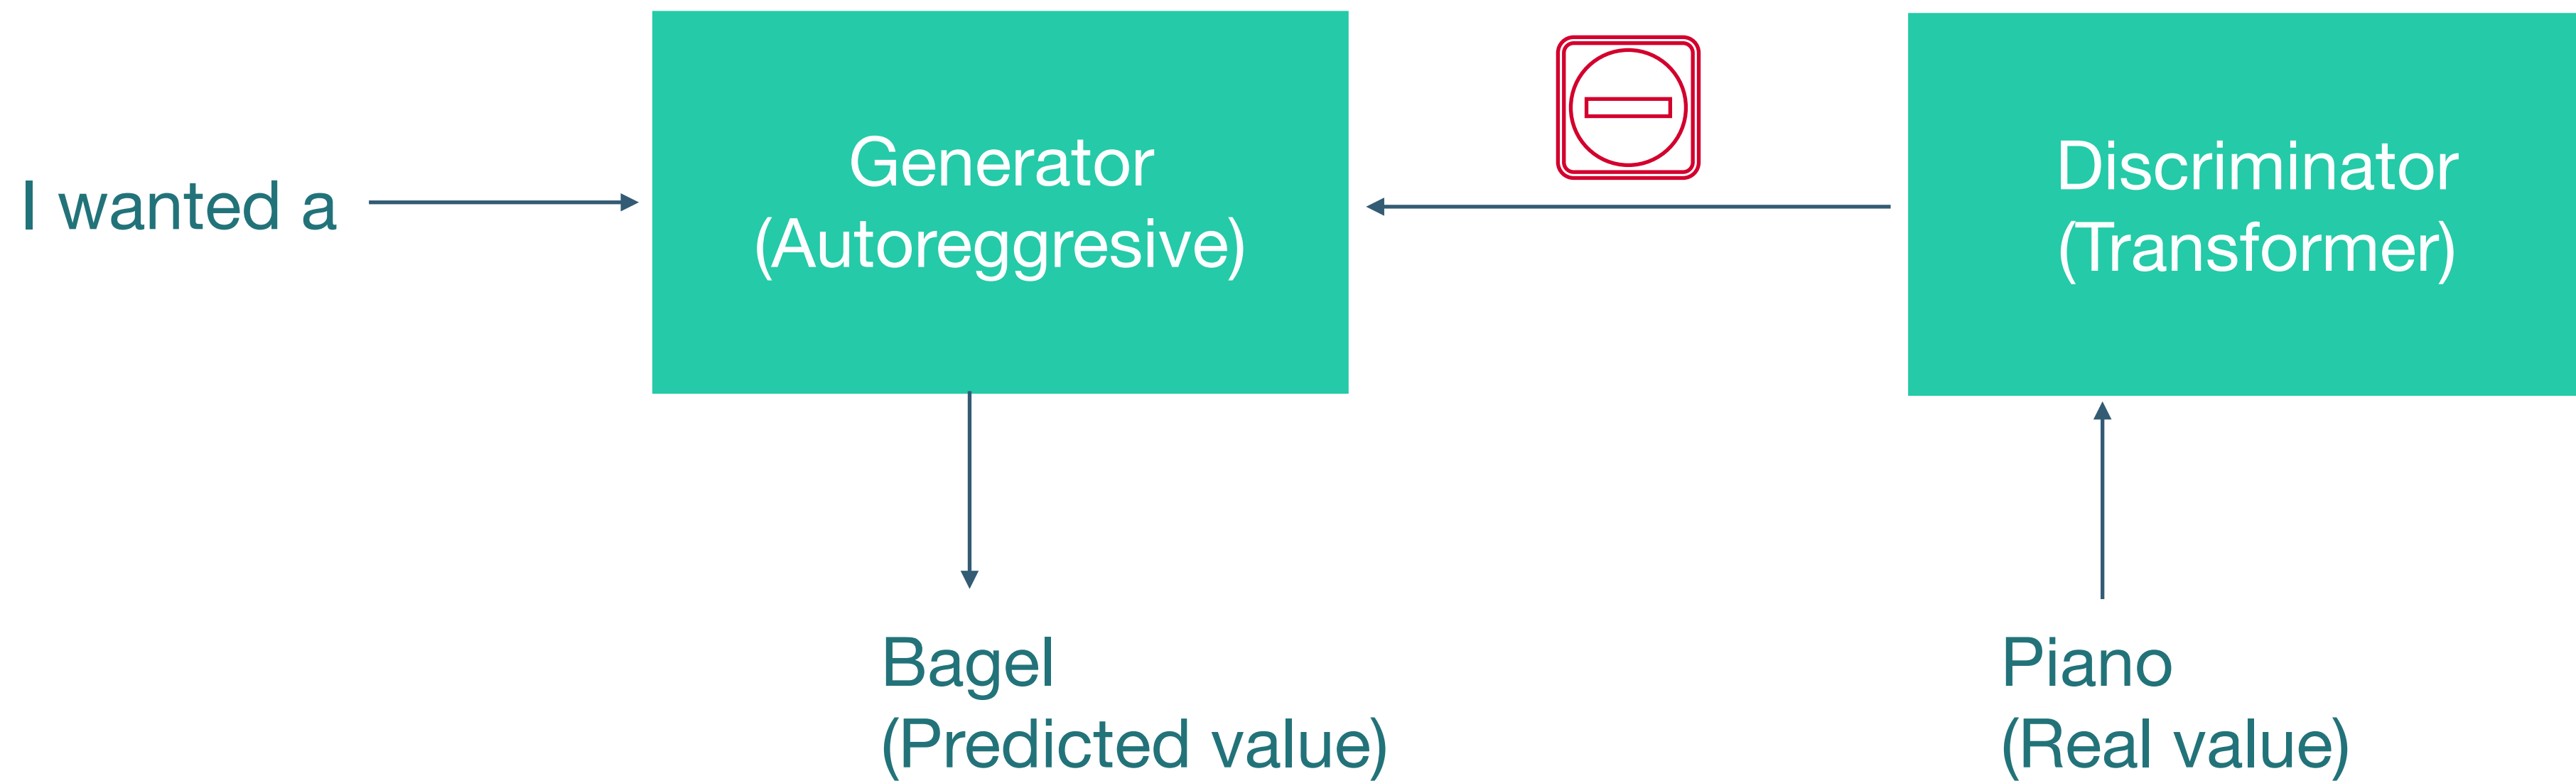 I wanted a
Generator
(Autoreggresive)
Discriminator
(Transformer)
Bagel
(Predicted value)
Piano
(Real value)